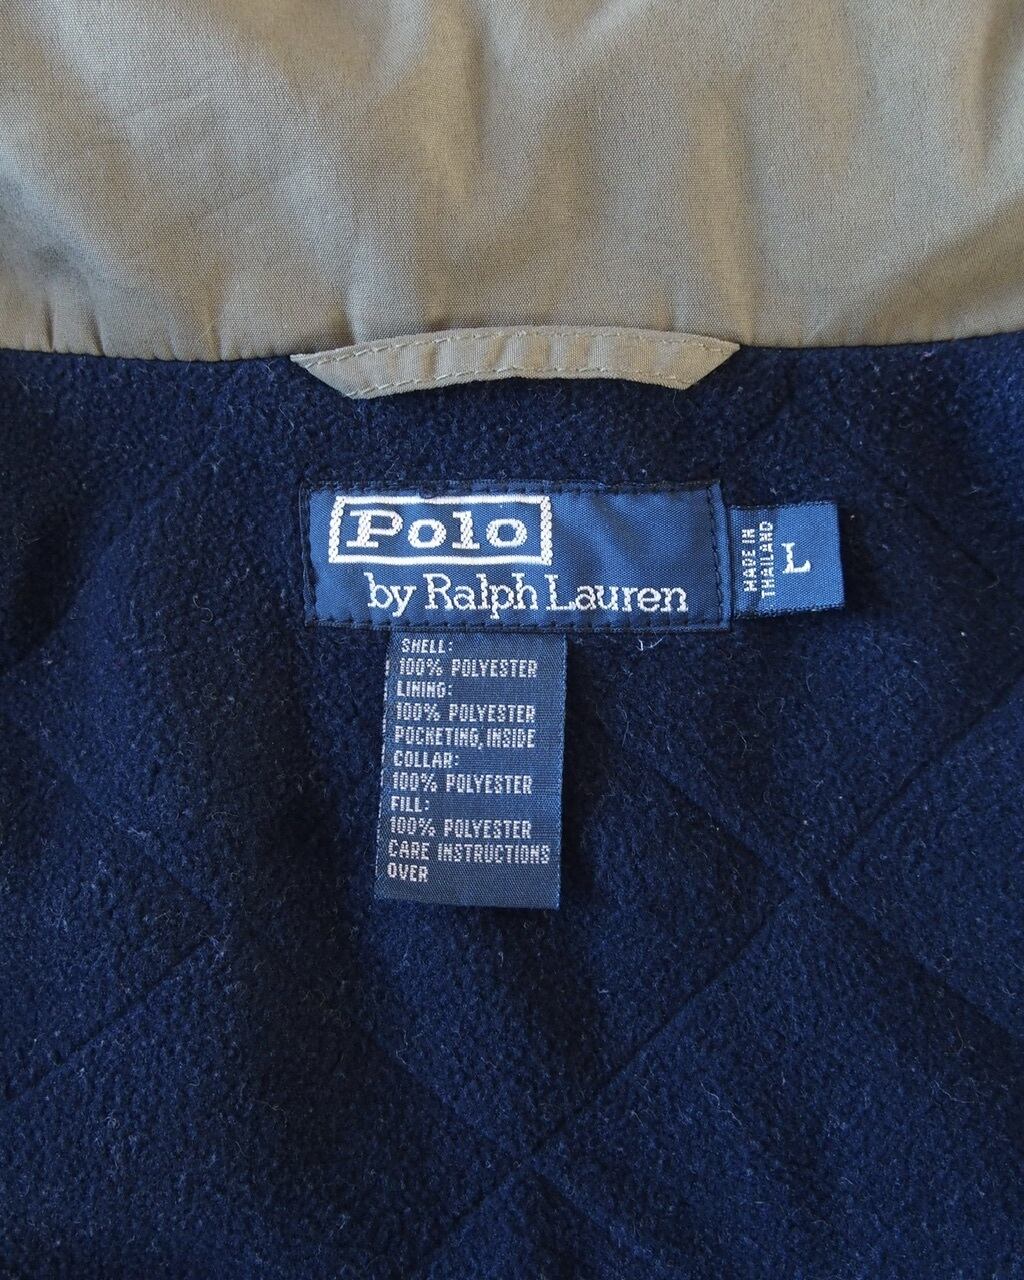 Polo
by Ralph Lauren
MADE IN
THAILAND
L
SHELL:
100% POLYESTER
LINING:
100% POLYESTER
POCKETING, INSIDE
COLLAR:
100% POLYESTER
FILL:
100% POLYESTER
CARE INSTRUCTIONS
OVER